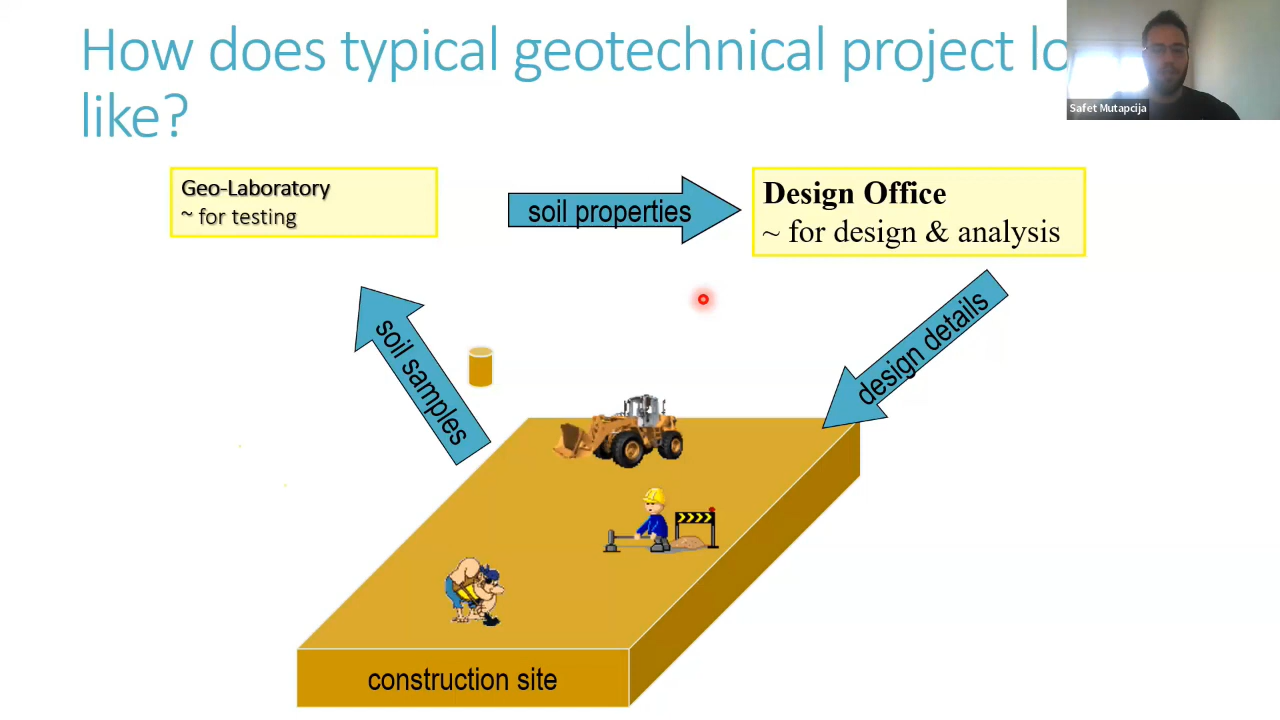 How does typical geotechnical project lo
like?
Safet Mutapcija
Geo-Laboratory
~ for testing
soil properties
Design Office
~ for design & analysis
soil samples
design details
construction site